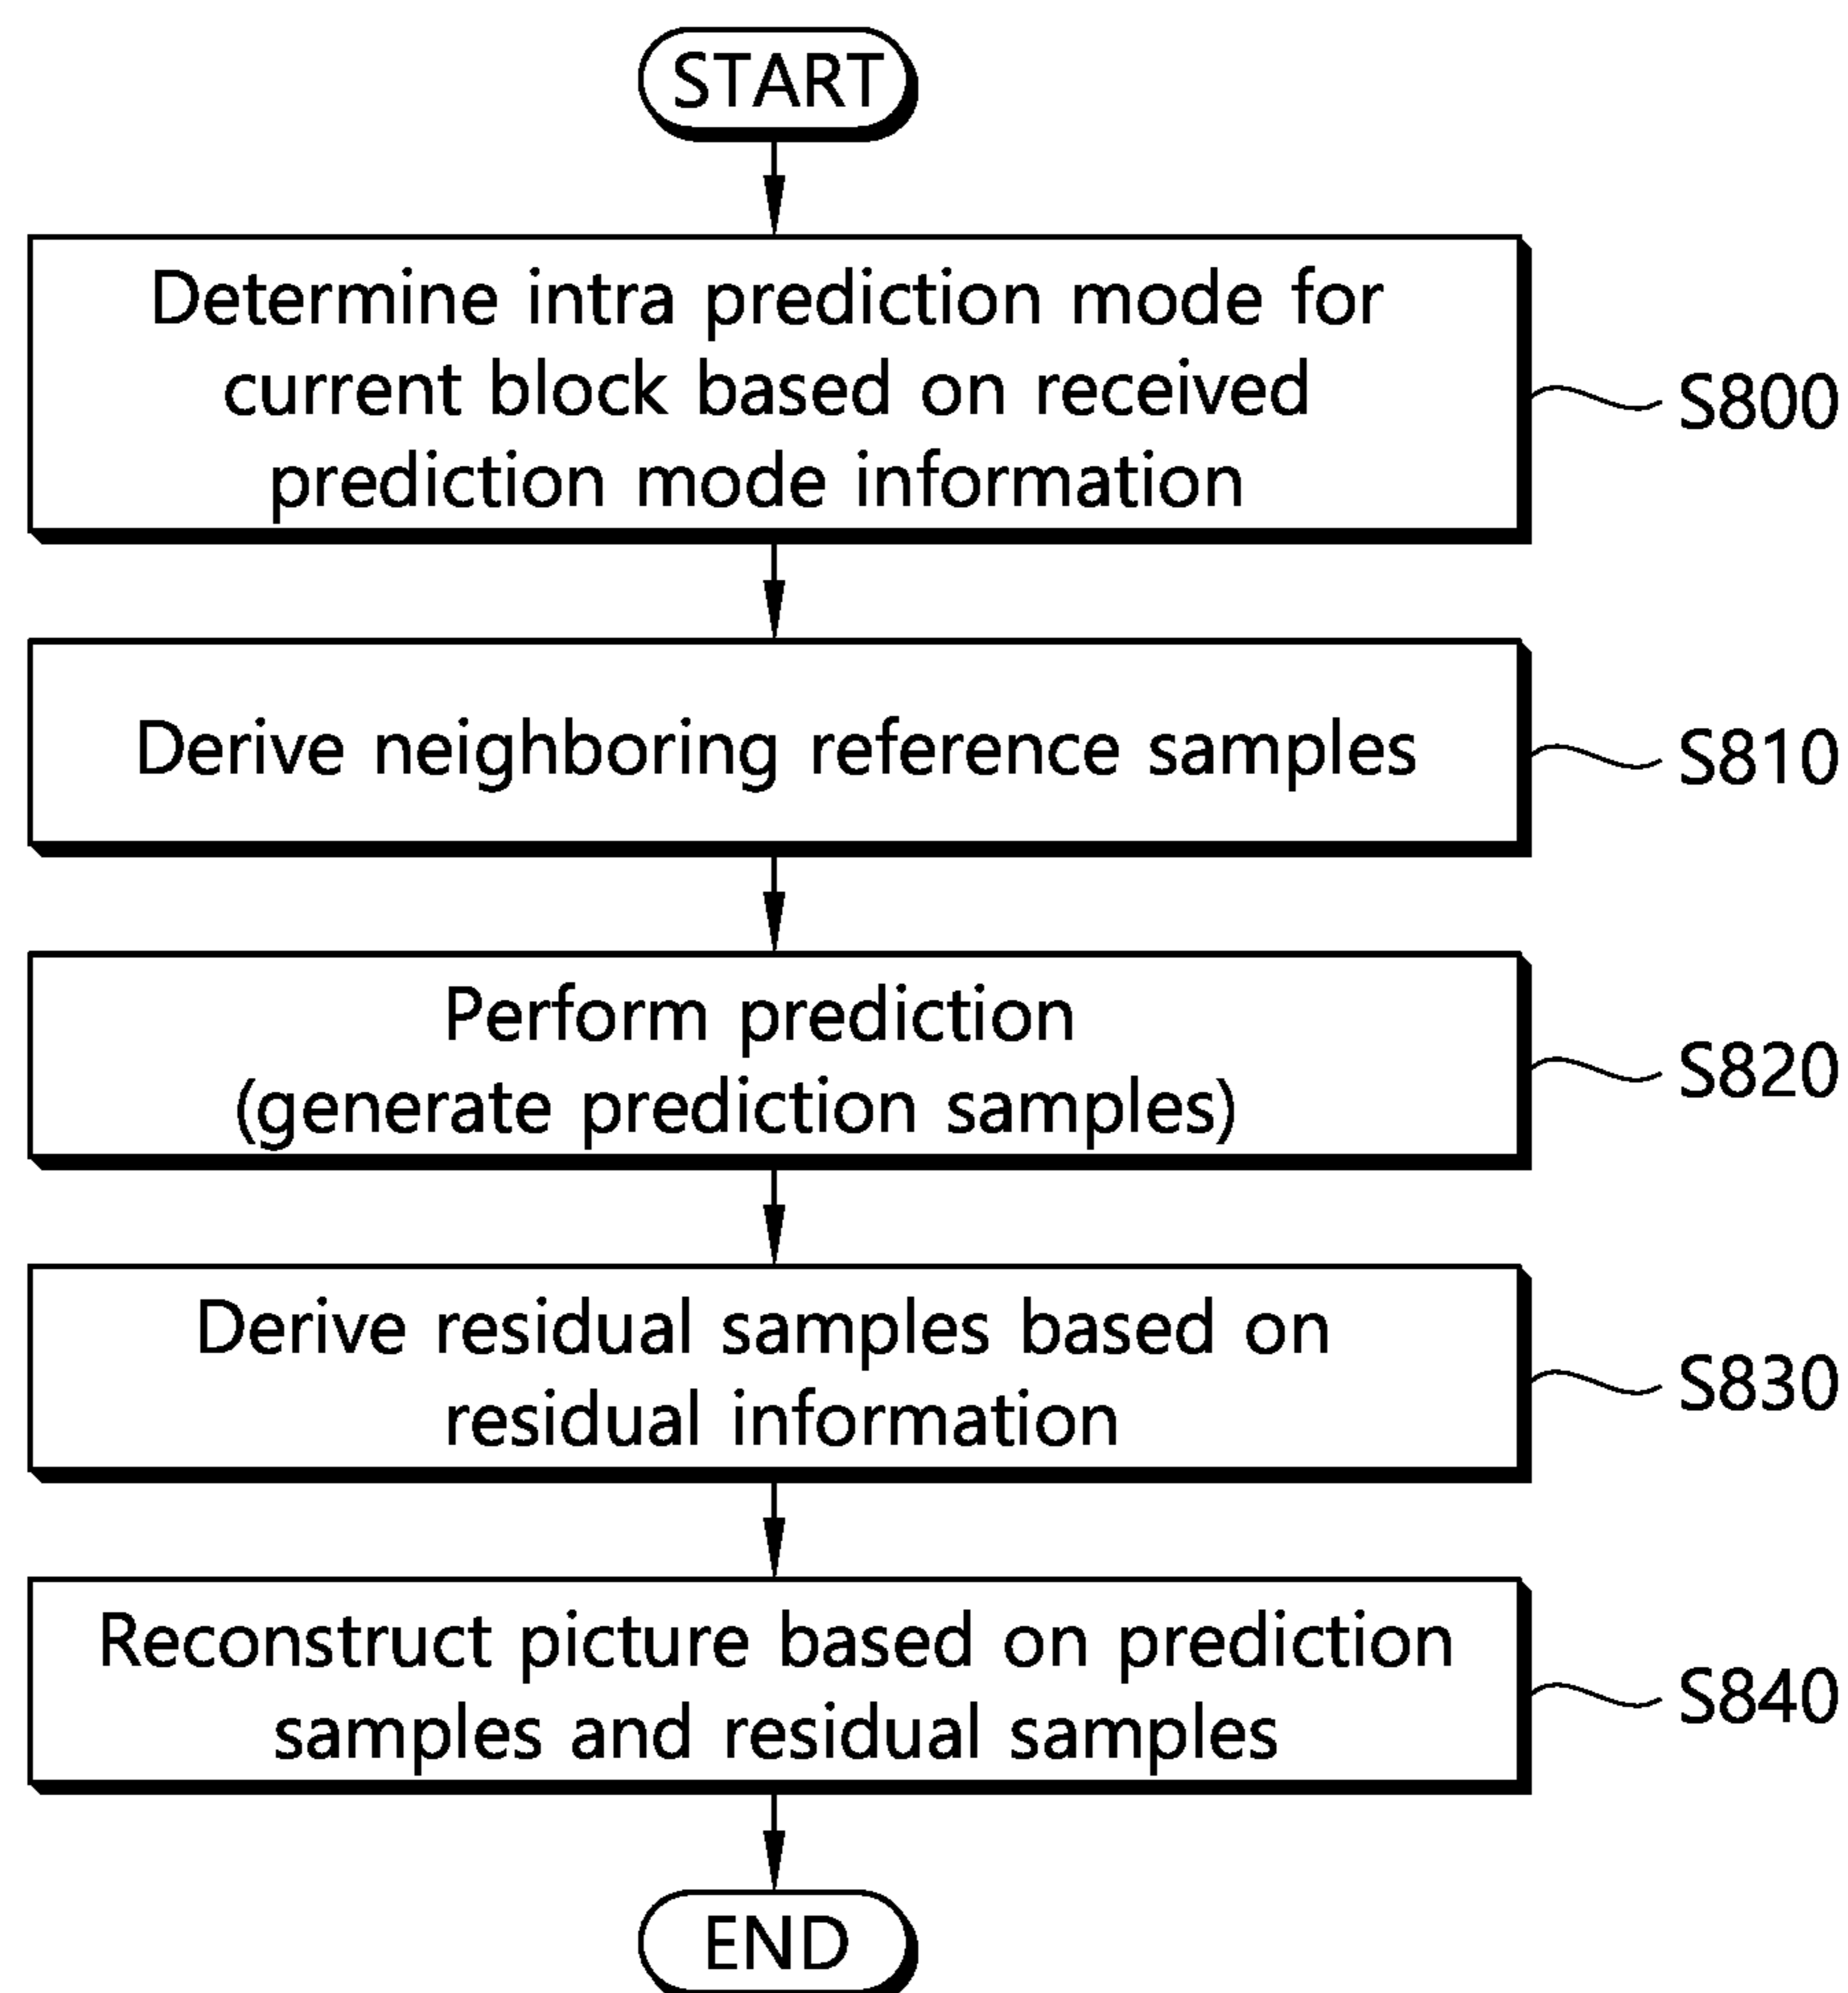 START
Determine intra prediction mode for
current block based on received
prediction mode information
S800
Derive neighboring reference samples
S810
Perform prediction
(generate prediction samples)
S820
Derive residual samples based on
residual information
S830
Reconstruct picture based on prediction
samples and residual samples
S840
END